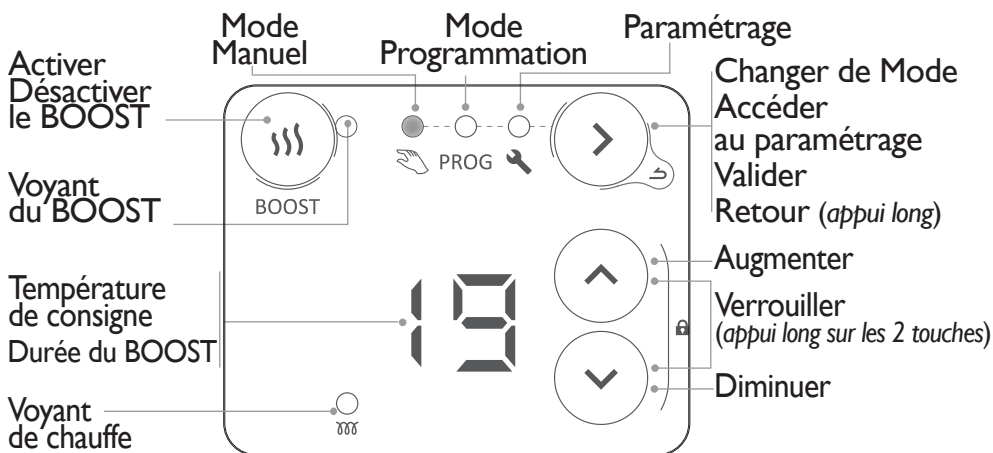 Mode
Manuel
Mode
Programmation
Paramétrage
Activer
Désactiver
le BOOST
Changer de Mode
Accéder
au paramétrage
Valider
Retour (appui long)
PROG
BOOST
Voyant
du BOOST
Augmenter
Température
de consigne
Durée du BOOST
19
Verrouiller
(appui long sur les 2 touches)
Diminuer
Voyant
de chauffe